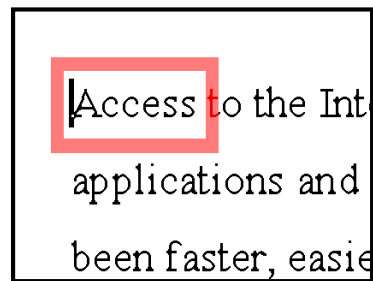 Access to the Int
applications and
been faster, easie